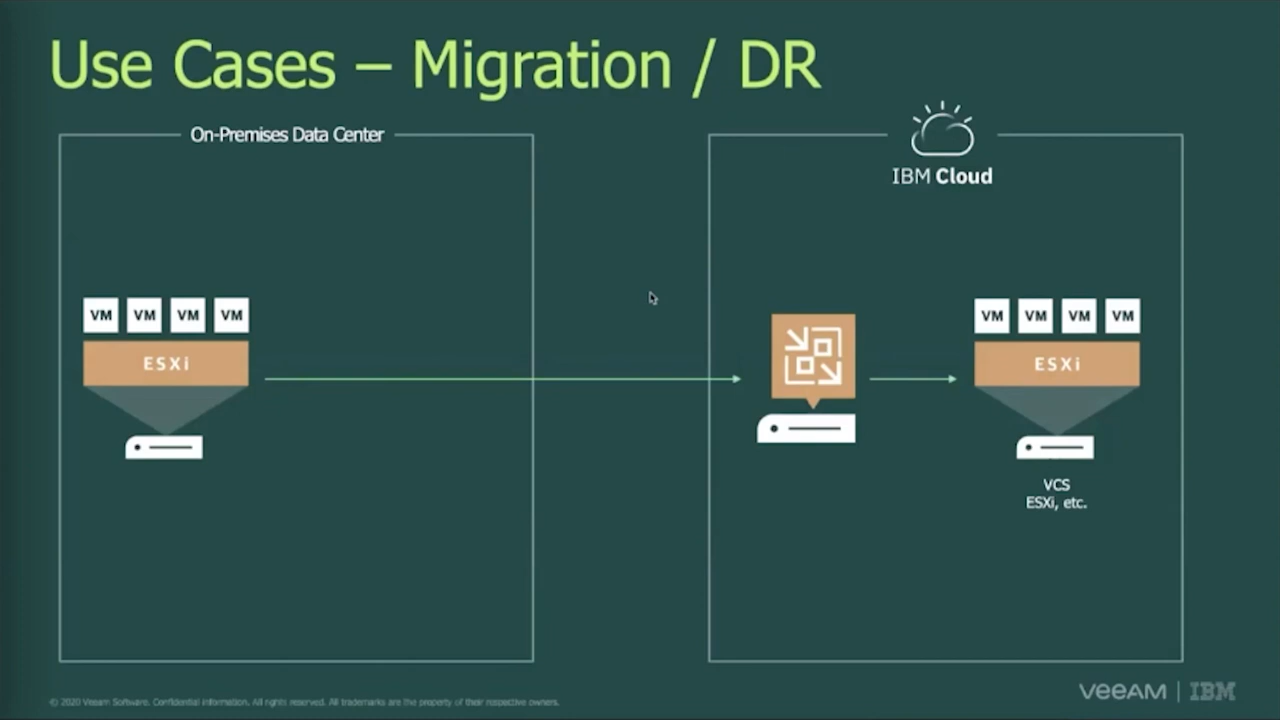 Use Cases – Migration / DR
On-Premises Data Center
IBM Cloud
VM VM VM VM
ESXi
VM VM VM VM
ESXi
VCS
ESXi, etc.
© 2020 Veeam Software. Confidential information. All rights reserved. All trademarks are the property of their respective owners.
VEEAM | IBM